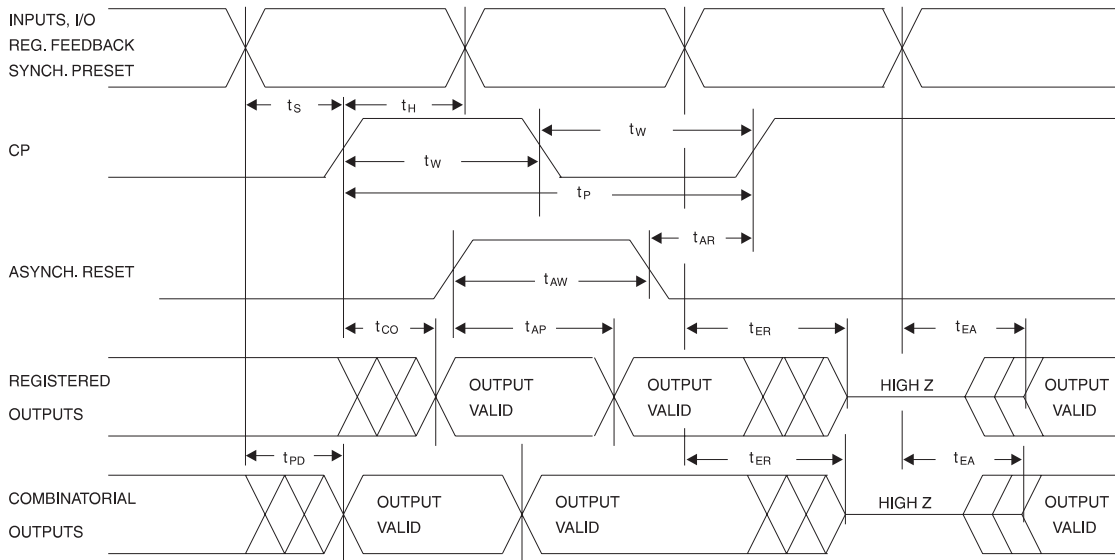 INPUTS, I/O
REG. FEEDBACK
SYNCH. PRESET
tS
tH
CP
tW
tW
tP
ASYNCH. RESET
tAR
tAW
tCO
tAP
tER
tEA
REGISTERED
OUTPUTS
OUTPUT
VALID
OUTPUT
VALID
HIGH Z
OUTPUT
VALID
tPD
tER
tEA
COMBINATORIAL
OUTPUTS
OUTPUT
VALID
OUTPUT
VALID
HIGH Z
OUTPUT
VALID